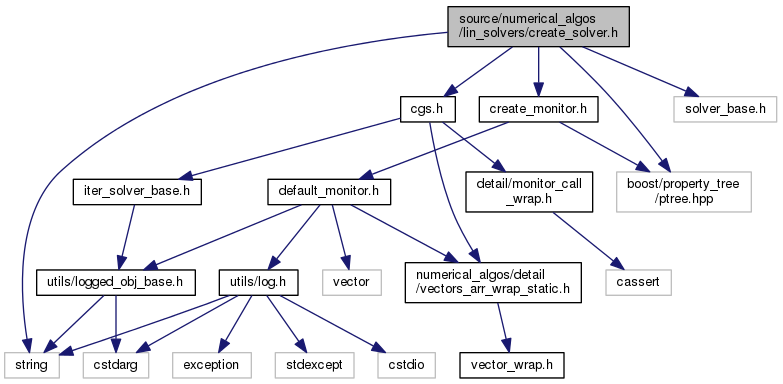 source/numerical_algos
/lin_solvers/create_solver.h
cgs.h
create_monitor.h
solver_base.h
iter_solver_base.h
default_monitor.h
detail/monitor_call
_wrap.h
boost/property_tree
/ptree.hpp
utils/logged_obj_base.h
utils/log.h
vector
numerical_algos/detail
/vectors_arr_wrap_static.h
cassert
string
cstdarg
exception
stdexcept
cstdio
vector_wrap.h